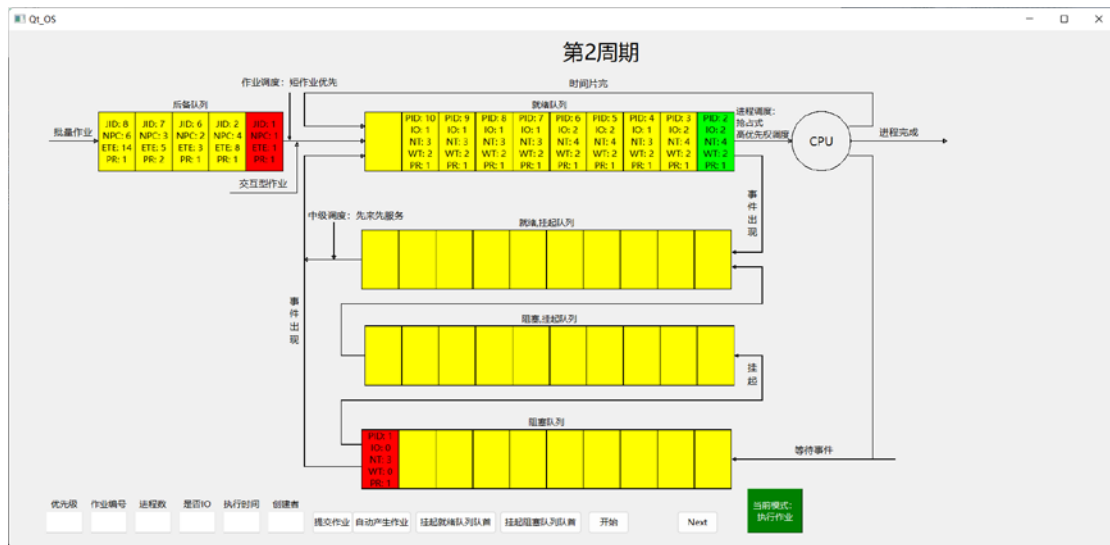 Qt_OS
第2周期
作业调度：短作业优先
时间片完
后备队列
就绪队列
批量作业
JID: 8
NPC: 6
ETE: 14
PR: 1
JID: 7
NPC: 3
ETE: 5
PR: 2
JID: 6
NPC: 2
ETE: 3
PR: 1
JID: 2
NPC: 4
ETE: 8
PR: 1
JID: 1
NPC: 1
ETE: 1
PR: 1
PID: 10
IO: 1
NT: 3
WT: 2
PR: 1
PID: 9
IO: 1
NT: 3
WT: 2
PR: 1
PID: 8
IO: 1
NT: 3
WT: 2
PR: 1
PID: 7
IO: 1
NT: 3
WT: 2
PR: 1
PID: 6
IO: 2
NT: 4
WT: 2
PR: 1
PID: 5
IO: 2
NT: 4
WT: 2
PR: 1
PID: 4
IO: 1
NT: 3
WT: 2
PR: 1
PID: 3
IO: 2
NT: 4
WT: 2
PR: 1
PID: 2
IO: 2
NT: 4
WT: 2
PR: 1
进程调度：
抢占式
高优先权调度
CPU
进程完成
交互型作业
事件出现
中级调度：先来先服务
就绪,挂起队列
事件出现
阻塞,挂起队列
挂起
阻塞队列
PID: 1
IO: 0
NT: 3
WT: 0
PR: 1
等待事件
优先级 作业编号 进程数 是否IO 执行时间 创建者
提交作业 自动产生作业 挂起就绪队列队首 挂起阻塞队列队首 开始 Next
当前模式：
执行作业